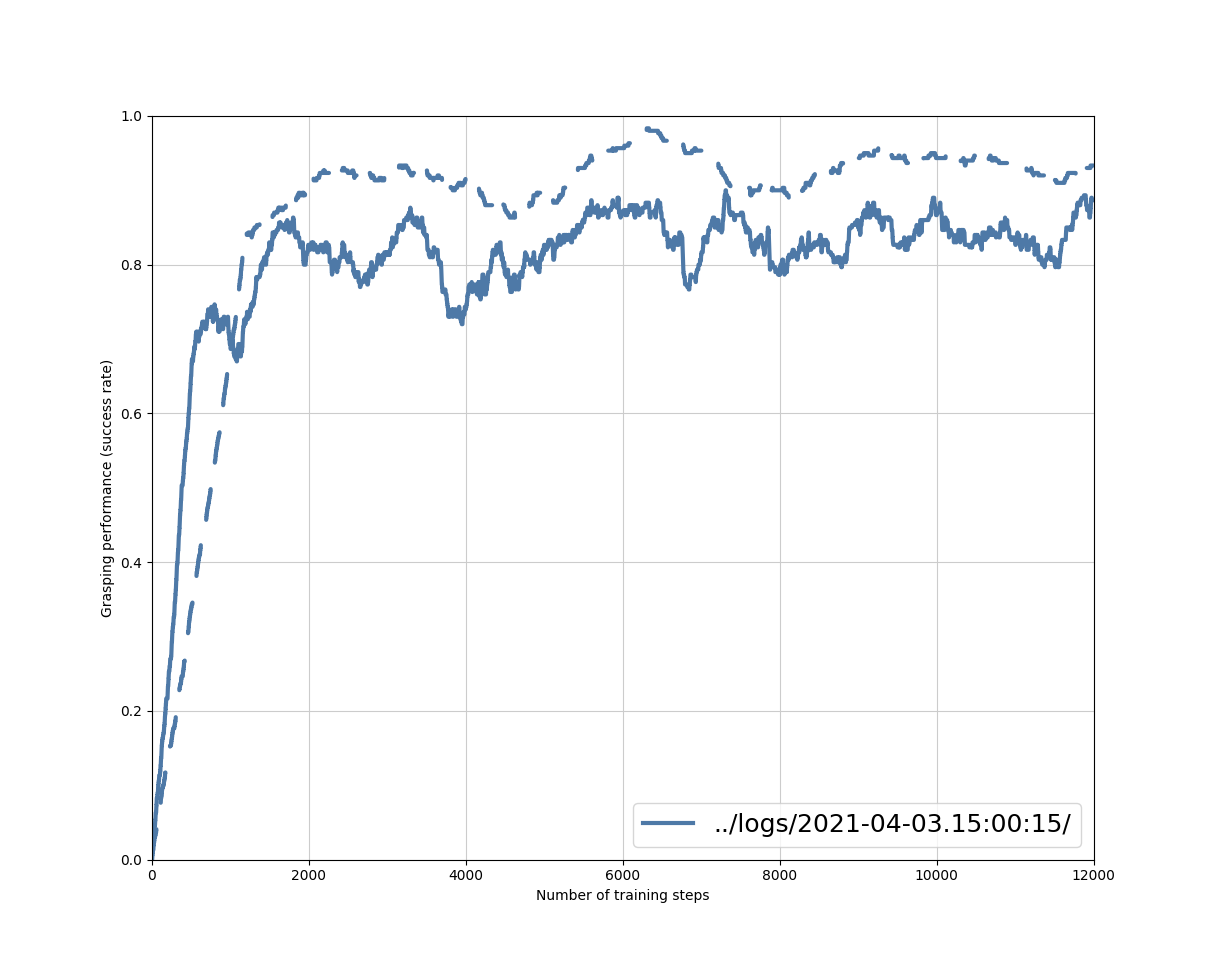 1.0
0.8
0.6
0.4
0.2
0.0
Grasping performance (success rate)
../logs/2021-04-03.15:00:15/
0 2000 4000 6000 8000 10000 12000
Number of training steps